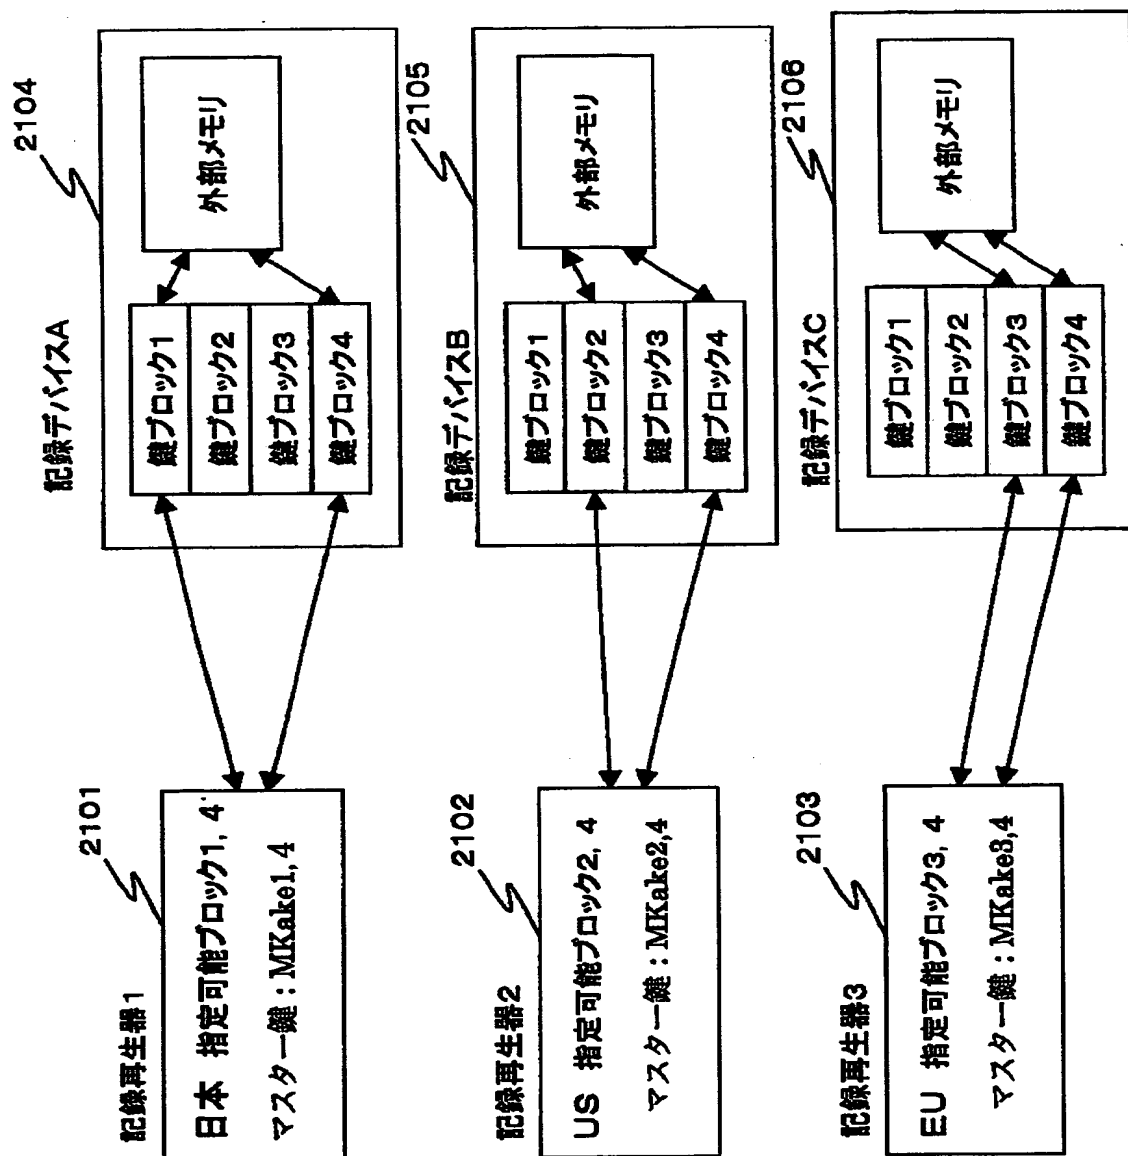 記録再生器1
2101
日本 指定可能ブロック1, 4
マスター鍵：MKake1,4
記録デバイスA
2104
鍵ブロック1
鍵ブロック2
鍵ブロック3
鍵ブロック4
外部メモリ
記録再生器2
2102
US 指定可能ブロック2, 4
マスター鍵：MKake2,4
記録デバイスB
2105
鍵ブロック1
鍵ブロック2
鍵ブロック3
鍵ブロック4
外部メモリ
記録再生器3
2103
EU 指定可能ブロック3, 4
マスター鍵：MKake3,4
記録デバイスC
2106
鍵ブロック1
鍵ブロック2
鍵ブロック3
鍵ブロック4
外部メモリ